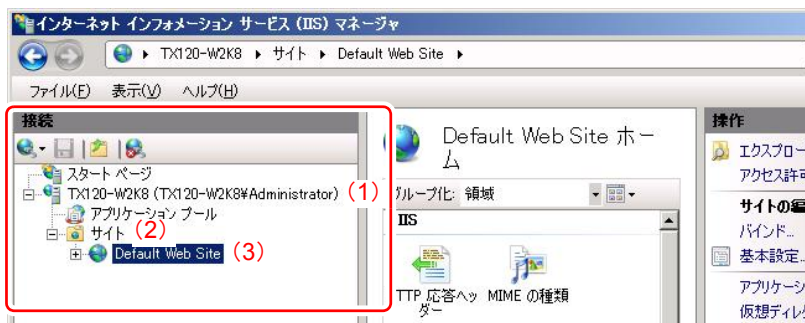 インターネット インフォメーション サービス (IIS) マネージャ
TX120-W2K8 サイト Default Web Site
ファイル(F) 表示(V) ヘルプ(H)
接続
スタート ページ
TX120-W2K8 (TX120-W2K8¥Administrator) (1)
アプリケーション プール
サイト (2)
Default Web Site (3)
Default Web Site ホー
ム
グループ化: 領域
IIS
TTP 応答ヘッ
ダー
MIME の種類
操作
エクスプロー
アクセス許可
サイトの編
バインド...
基本設定...
アプリケーシ
仮想ディレク